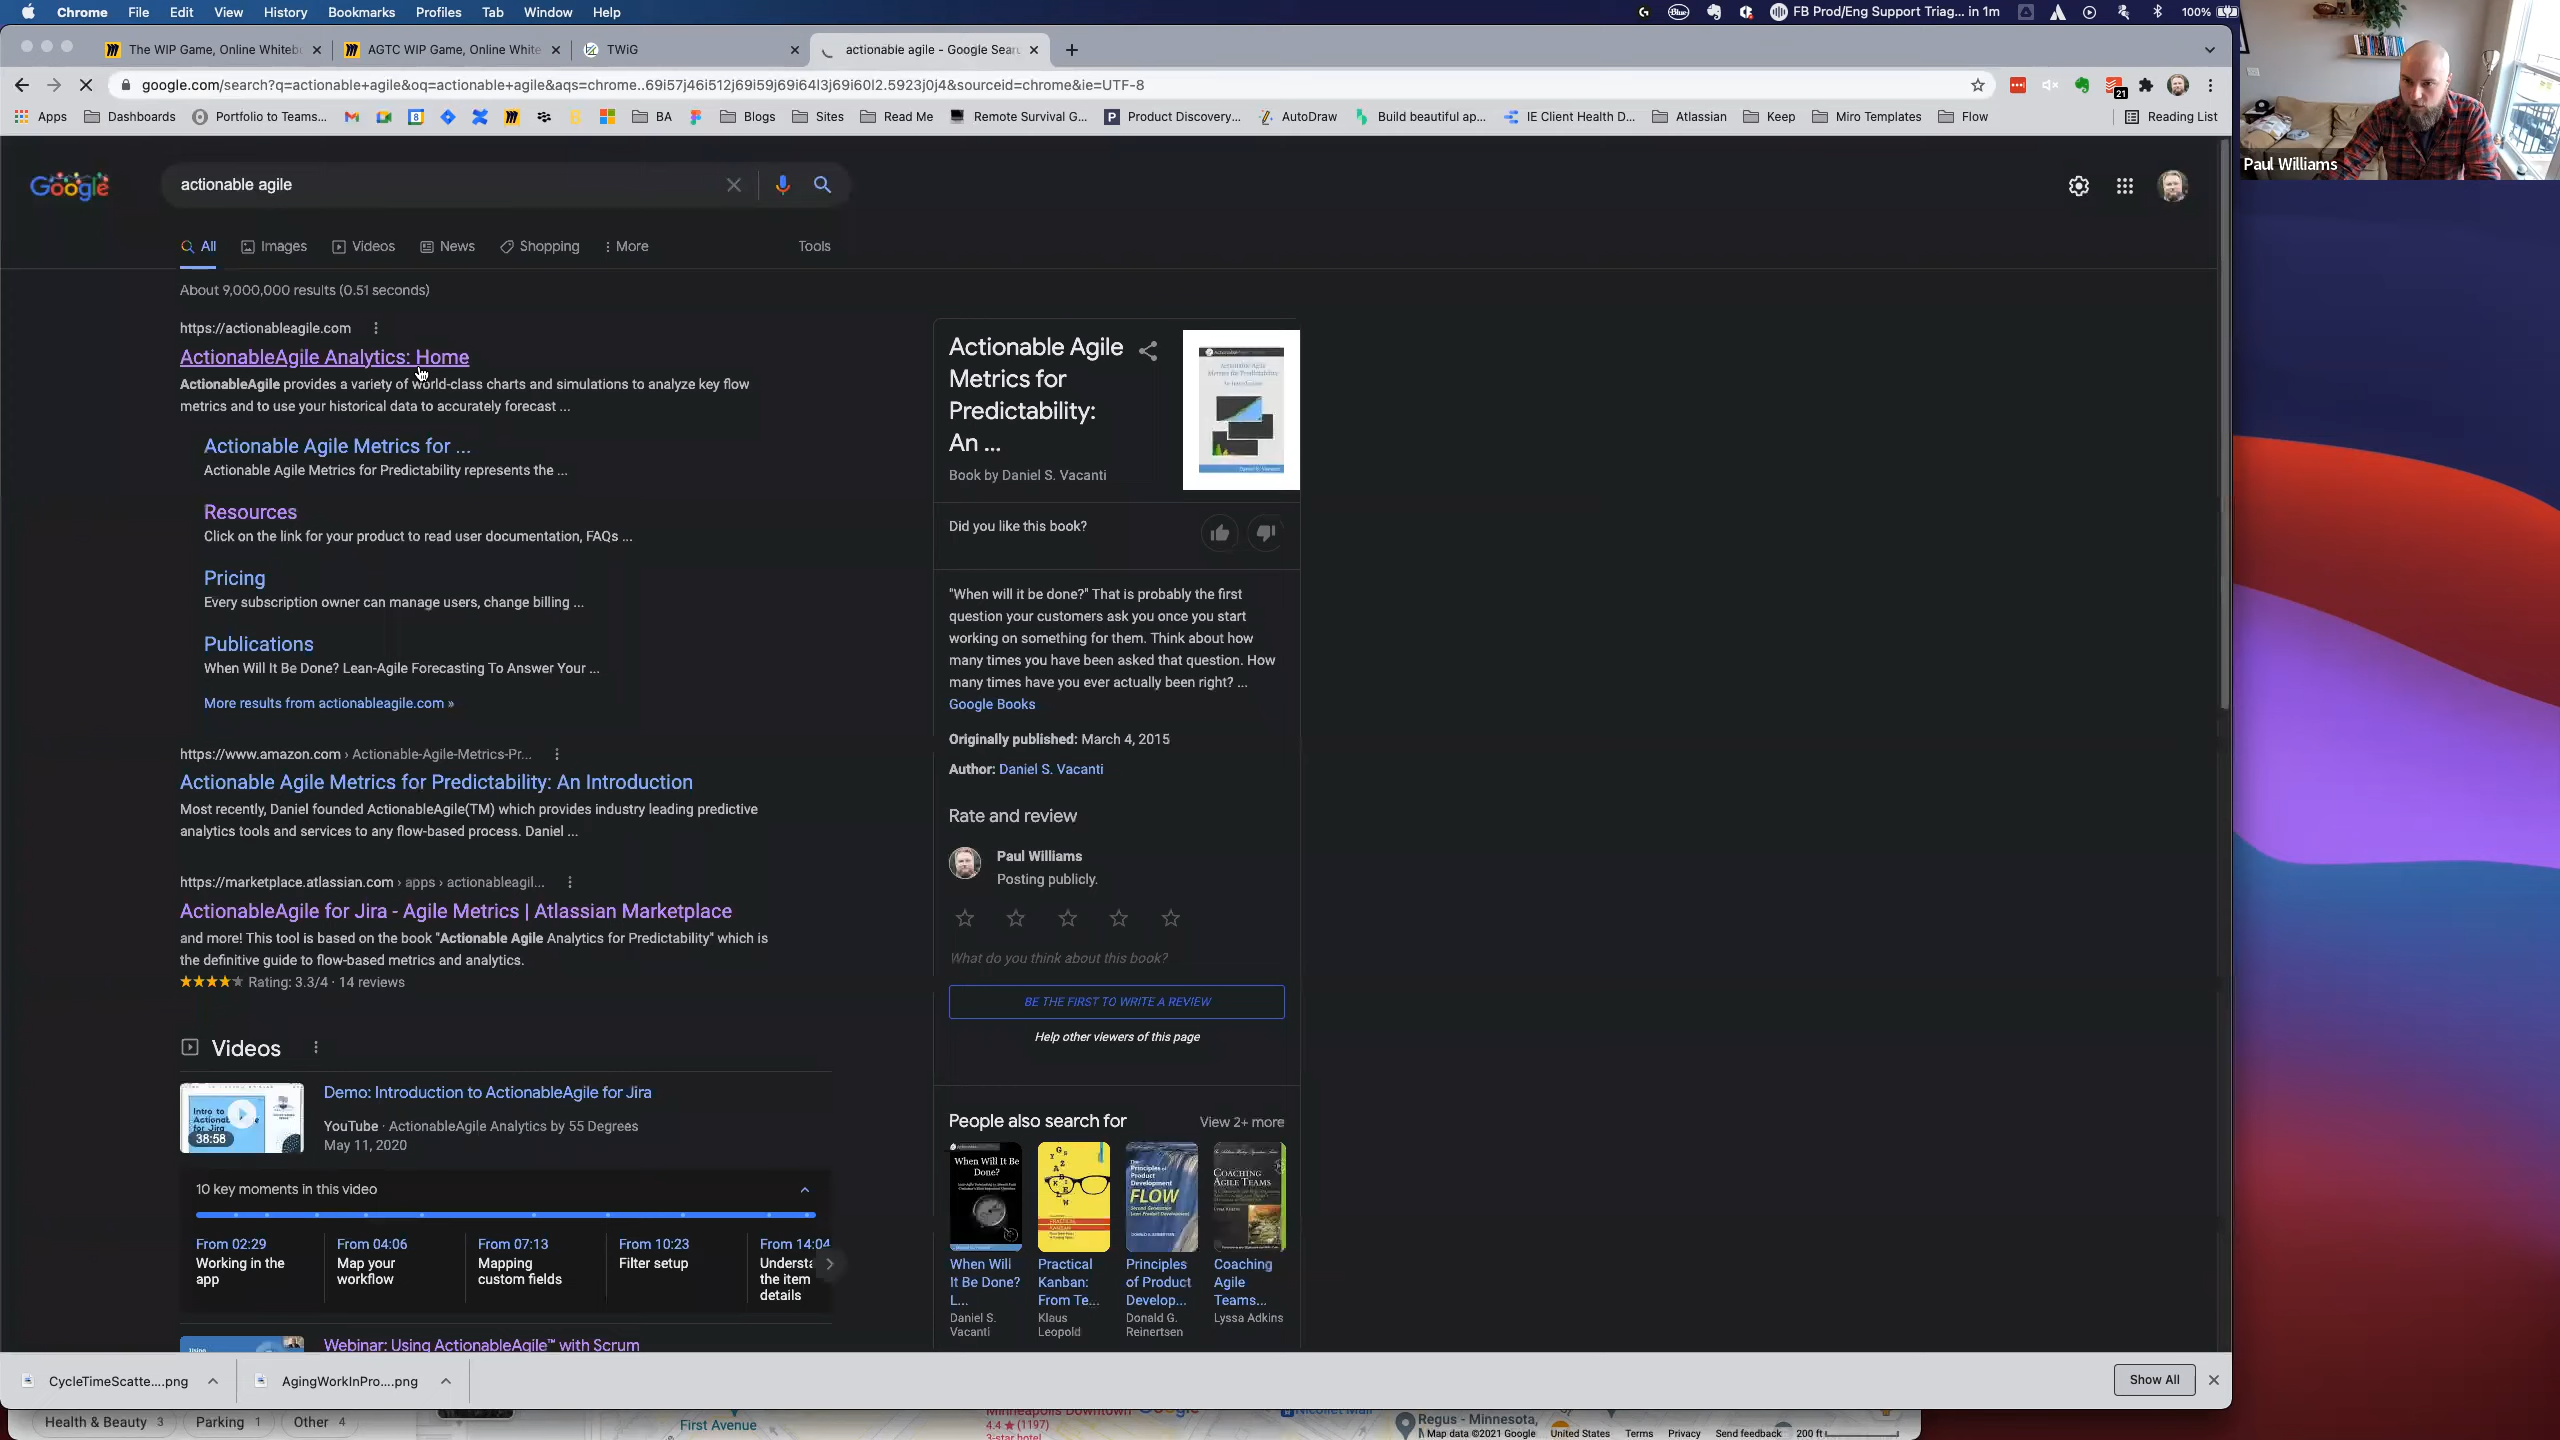 Chrome File Edit View History Bookmarks Profiles Tab Window Help
FB Prod/Eng Support Triag... in 1m
100%
The WIP Game, Online Whiteb
AGTC WIP Game, Online White
TWiG
actionable agile - Google Sear
google.com/search?q=actionable+agile&oq=actionable+agile&aqs=chrome..69i57j46i512j69i59j69i64l3j69i60l2.5923j0j4&sourceid=chrome&ie=UTF-8
21
Apps Dashboards Portfolio to Teams... BA Blogs Sites Read Me Remote Survival G... Product Discovery... AutoDraw Build beautiful ap... IE Client Health D... Atlassian Keep Miro Templates Flow Reading List
Paul Williams
Google
actionable agile
All Images Videos News Shopping More Tools
About 9,000,000 results (0.51 seconds)
https://actionableagile.com
ActionableAgile Analytics: Home
ActionableAgile provides a variety of world-class charts and simulations to analyze key flow
metrics and to use your historical data to accurately forecast ...
Actionable Agile Metrics for ...
Actionable Agile Metrics for Predictability represents the ...
Resources
Click on the link for your product to read user documentation, FAQs ...
Pricing
Every subscription owner can manage users, change billing ...
Publications
When Will It Be Done? Lean-Agile Forecasting To Answer Your ...
More results from actionableagile.com »
https://www.amazon.com › Actionable-Agile-Metrics-Pr...
Actionable Agile Metrics for Predictability: An Introduction
Most recently, Daniel founded ActionableAgile(TM) which provides industry leading predictive
analytics tools and services to any flow-based process. Daniel ...
https://marketplace.atlassian.com › apps › actionableagil...
ActionableAgile for Jira - Agile Metrics | Atlassian Marketplace
and more! This tool is based on the book "Actionable Agile Analytics for Predictability" which is
the definitive guide to flow-based metrics and analytics.
Rating: 3.3/4 · 14 reviews
Videos
Intro to
38:58
Demo: Introduction to ActionableAgile for Jira
YouTube · ActionableAgile Analytics by 55 Degrees
May 11, 2020
10 key moments in this video
From 02:29
Working in the
app
From 04:06
Map your
workflow
From 07:13
Mapping
custom fields
From 10:23
Filter setup
From 14:04
Understa
the item
details
Webinar: Using ActionableAgile™ with Scrum
Actionable Agile
Metrics for
Predictability:
An ...
Book by Daniel S. Vacanti
Did you like this book?
"When will it be done?" That is probably the first
question your customers ask you once you start
working on something for them. Think about how
many times you have been asked that question. How
many times have you ever actually been right? ...
Google Books
Originally published: March 4, 2015
Author: Daniel S. Vacanti
Rate and review
Paul Williams
Posting publicly.
What do you think about this book?
BE THE FIRST TO WRITE A REVIEW
Help other viewers of this page
People also search for
View 2+ more
When Will It Be
Done?
FLOW
COACHING
AGILE TEAMS
When Will
It Be Done?
L...
Daniel S.
Vacanti
Practical
Kanban:
From Te...
Klaus
Leopold
Principles
of Product
Develop...
Donald G.
Reinertsen
Coaching
Agile
Teams...
Lyssa Adkins
CycleTimeScatte....png
AgingWorkInPro....png
Show All
Health & Beauty 3
Parking 1
Other 4
First Avenue
4.4 ★ (1197)
Regus - Minnesota,
Map data ©2021 Google United States Terms Privacy Send feedback 200 ft